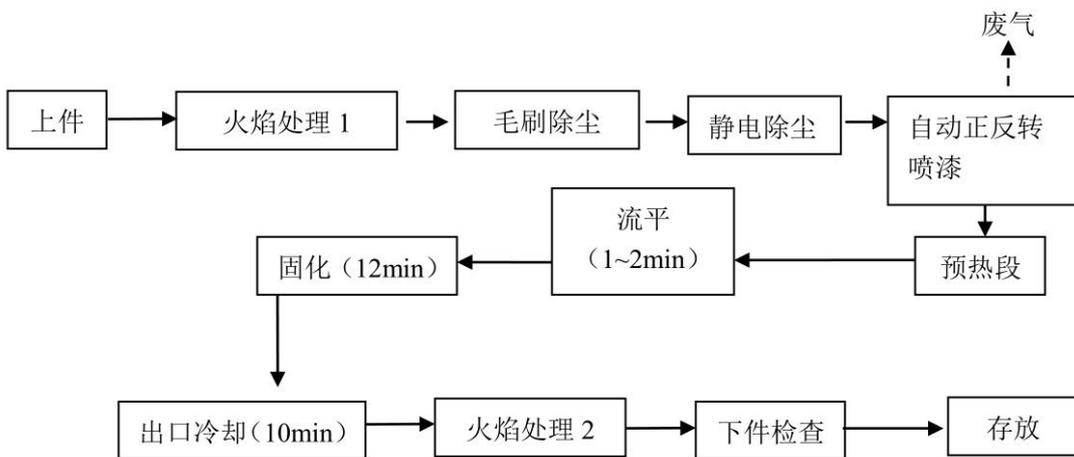 废气
上件
火焰处理 1
毛刷除尘
静电除尘
自动正反转
喷漆
流平
（1~2min）
固化（12min）
预热段
出口冷却(10min)
火焰处理 2
下件检查
存放